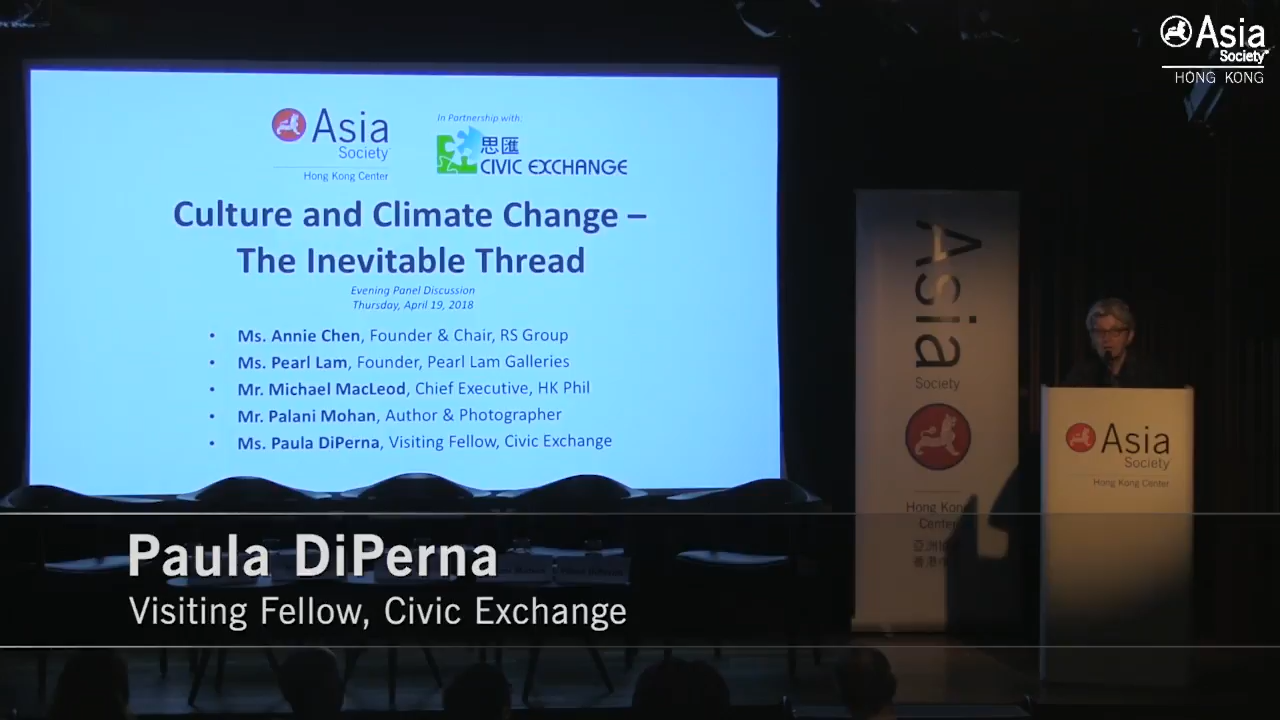 Asia
Society
HONG KONG
Asia
Society
Hong Kong Center
In Partnership with:
思匯
CIVIC EXCHANGE
Culture and Climate Change –
The Inevitable Thread
Evening Panel Discussion
Thursday, April 19, 2018
• Ms. Annie Chen, Founder & Chair, RS Group
• Ms. Pearl Lam, Founder, Pearl Lam Galleries
• Mr. Michael MacLeod, Chief Executive, HK Phil
• Mr. Palani Mohan, Author & Photographer
• Ms. Paula DiPerna, Visiting Fellow, Civic Exchange
Asia
Society
Hong Kong
Center
Asia
Society
Hong Kong Center
Paula DiPerna
Visiting Fellow, Civic Exchange